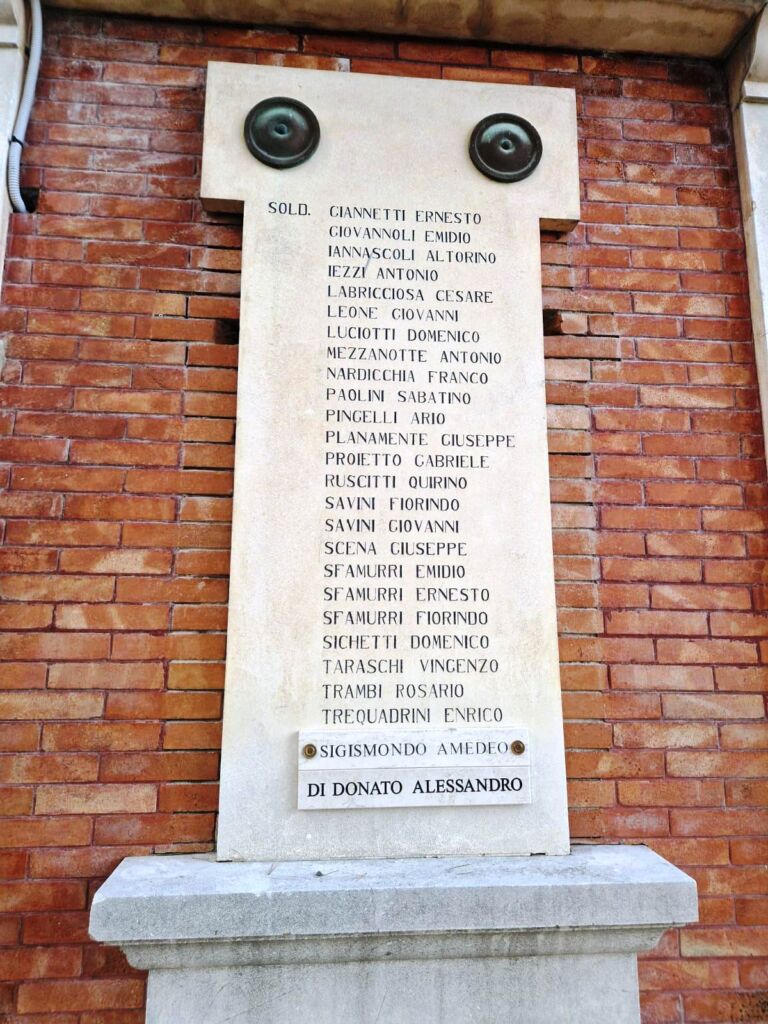 SOLD. GIANNETTI ERNESTO
GIOVANNOLI EMIDIO
IANNASCOLI ALTORINO
IEZZI ANTONIO
LABRICCIOSA CESARE
LEONE GIOVANNI
LUCIOTTI DOMENICO
MEZZANOTTE ANTONIO
NARDICCHIA FRANCO
PAOLINI SABATINO
PINGELLI ARIO
PLANAMENTE GIUSEPPE
PROIETTO GABRIELE
RUSCITTI QUIRINO
SAVINI FIORINDO
SAVINI GIOVANNI
SCENA GIUSEPPE
SFAMURRI EMIDIO
SFAMURRI ERNESTO
SFAMURRI FIORINDO
SICHETTI DOMENICO
TARASCHI VINCENZO
TRAMBI ROSARIO
TREQUADRINI ENRICO
SIGISMONDO AMEDEO
DI DONATO ALESSANDRO